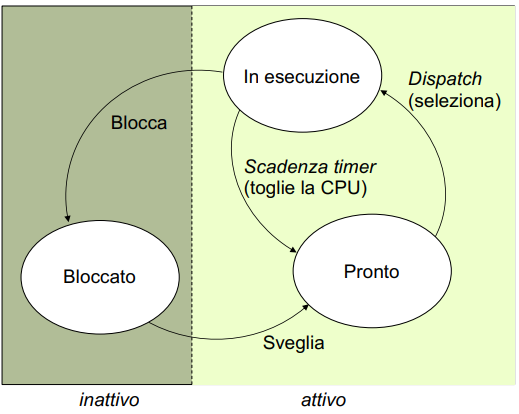 In esecuzione
Dispatch
(seleziona)
Blocca
Scadenza timer
(toglie la CPU)
Bloccato
Pronto
Sveglia
inattivo
attivo